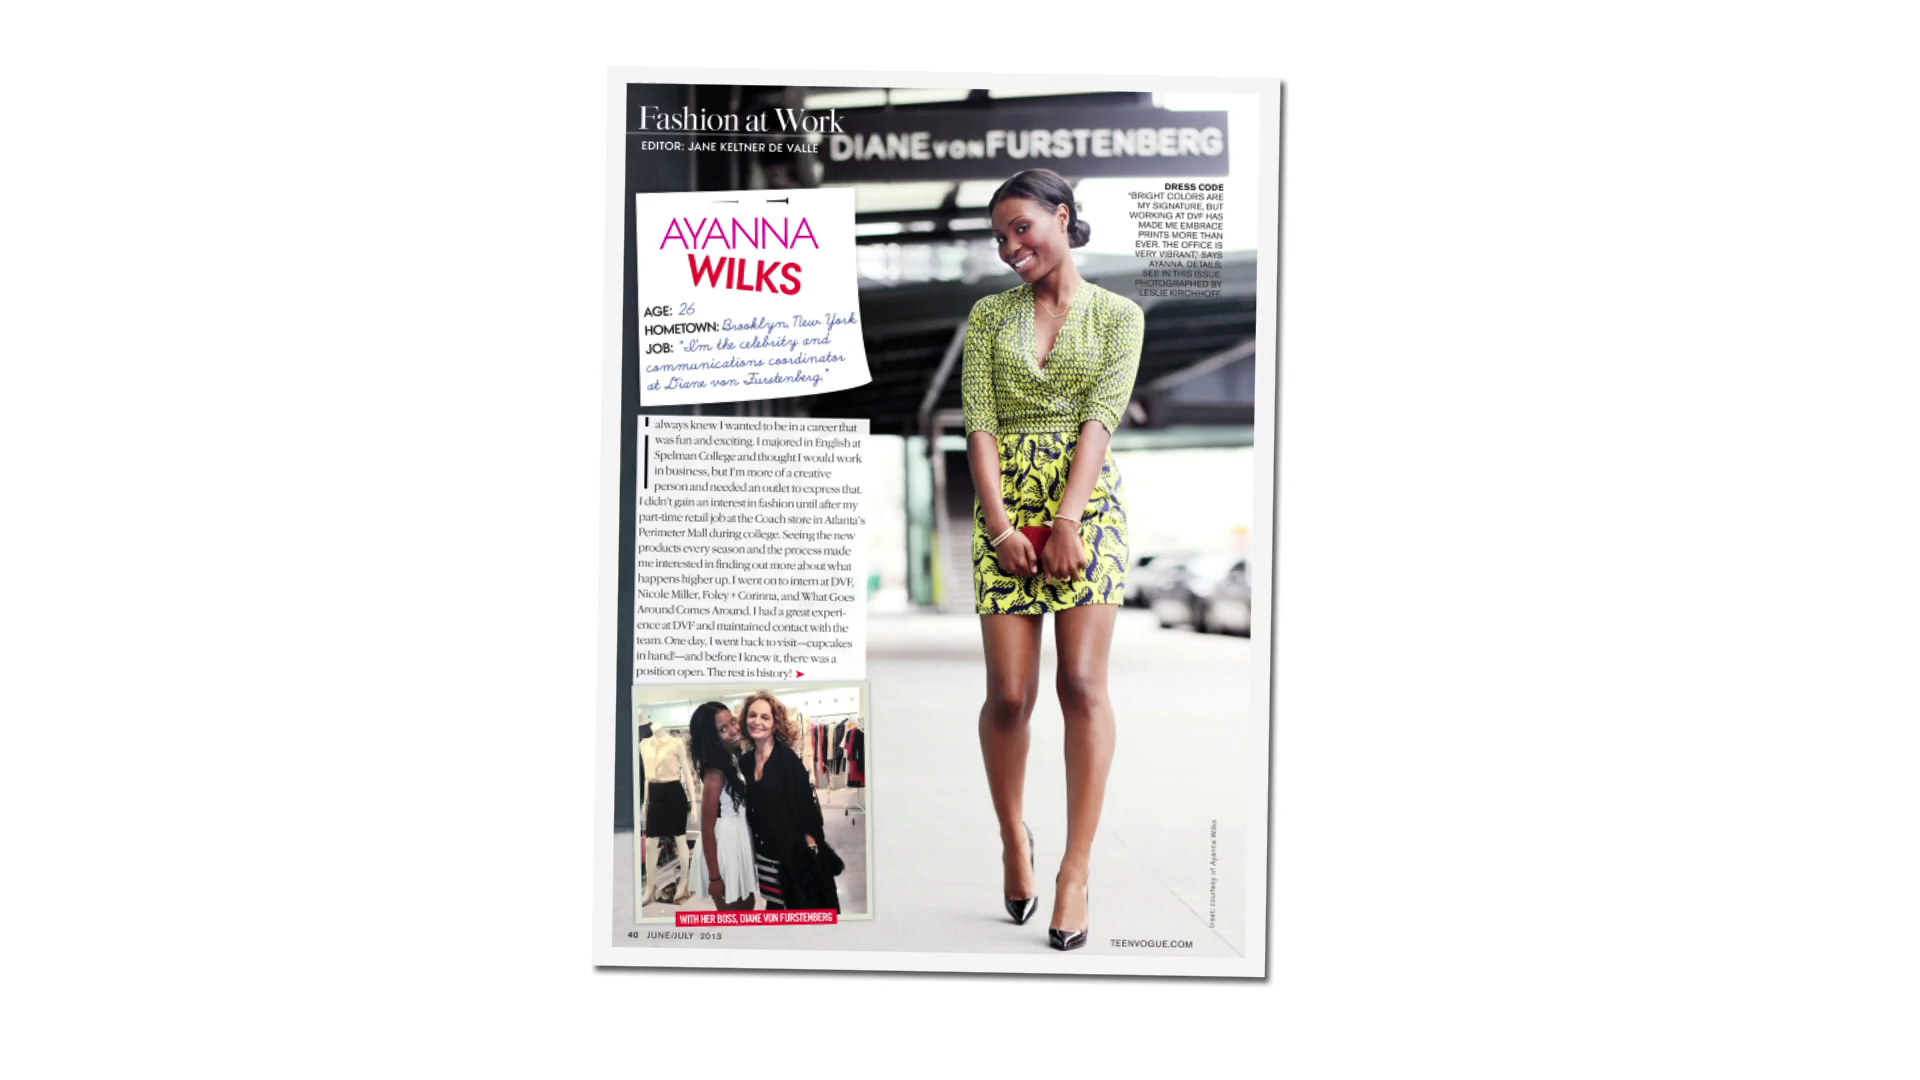 Fashion at Work
EDITOR: JANE KELTNER DE VALLE
DIANE VON FURSTENBERG
AYANNA
WILKS
AGE: 26
HOMETOWN: Brooklyn, New York
JOB: "I'm the celebrity and
communications coordinator
at Diane von Furstenberg."
DRESS CODE
"BRIGHT COLORS ARE
MY SIGNATURE, BUT
WORKING AT DVF HAS
MADE ME EMBRACE
PRINTS MORE THAN
EVER. THE OFFICE IS
VERY VIBRANT," SAYS
AYANNA. DETAILS,
SEE IN THIS ISSUE.
PHOTOGRAPHED BY
LESLIE KIRCHHOFF.
I always knew I wanted to be in a career that
was fun and exciting. I majored in English at
Spelman College and thought I would work
in business, but I'm more of a creative
person and needed an outlet to express that.
I didn't gain an interest in fashion until after my
part-time retail job at the Coach store in Atlanta's
Perimeter Mall during college. Seeing the new
products every season and the process made
me interested in finding out more about what
happens higher up. I went on to intern at DVF,
Nicole Miller, Foley + Corinna, and What Goes
Around Comes Around. I had a great experi-
ence at DVF and maintained contact with the
team. One day, I went back to visit—cupcakes
in hand!—and before I knew it, there was a
position open. The rest is history! ➤
WITH HER BOSS, DIANE VON FURSTENBERG
40 JUNE/JULY 2013
TEENVOGUE.COM
Inset: courtesy of Ayanna Wilks